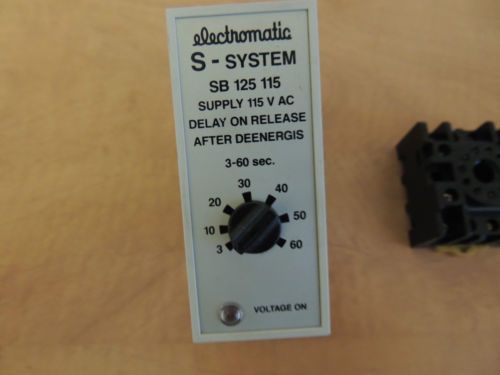 electromatic
S - SYSTEM
SB 125 115
SUPPLY 115 V AC
DELAY ON RELEASE
AFTER DEENERGIS
3-60 sec.
30
20 40
10 50
3 60
VOLTAGE ON